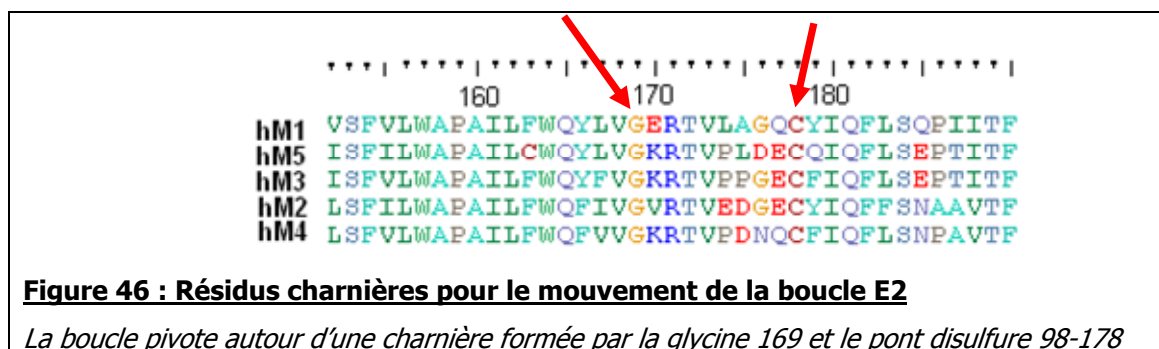 160 170 180
hM1 VSFVLWAPAILFWQYLVGERTVLAGQCYIQFLSQPIITF
hM5 ISFILWAPAILCWQYLVGKRTVPLDECQIQFLSEPTITF
hM3 ISFVLWAPAILFWQYFVGKRTVPPGECFIQFLSEPTITF
hM2 LSFILWAPAILFWQFIVGVRTVEDGECYIQFFSNAAVTF
hM4 LSFVLWAPAILFWQFVVGKRTVPDNQCFIQFLSNPAVTF
Figure 46 : Résidus charnières pour le mouvement de la boucle E2
La boucle pivote autour d'une charnière formée par la glycine 169 et le pont disulfure 98-178